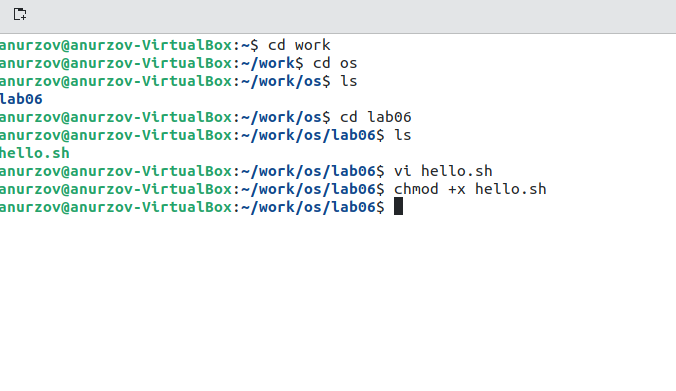 anurzov@anurzov-VirtualBox:~$ cd work
anurzov@anurzov-VirtualBox:~/work$ cd os
anurzov@anurzov-VirtualBox:~/work/os$ ls
lab06
anurzov@anurzov-VirtualBox:~/work/os$ cd lab06
anurzov@anurzov-VirtualBox:~/work/os/lab06$ ls
hello.sh
anurzov@anurzov-VirtualBox:~/work/os/lab06$ vi hello.sh
anurzov@anurzov-VirtualBox:~/work/os/lab06$ chmod +x hello.sh
anurzov@anurzov-VirtualBox:~/work/os/lab06$